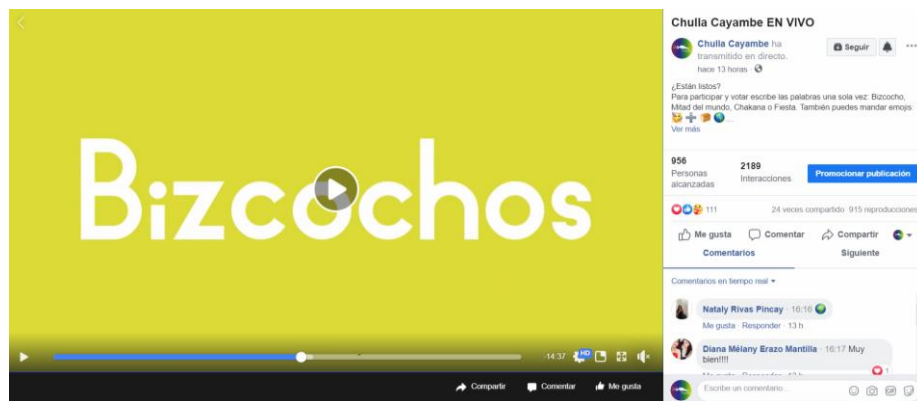 Bizcochos
-14:37
HD
Compartir
Comentar
Me gusta
Chulla Cayambe EN VIVO
Chulla Cayambe ha
transmitido en directo.
hace 13 horas ·
Seguir
¿Están listos?
Para participar y votar escribe las palabras una sola vez: Bizcocho,
Mitad del mundo, Chakana o Fiesta. También puedes mandar emojis:
...
Ver más
956
Personas
alcanzadas
2189
Interacciones
Promocionar publicación
111
24 veces compartido 915 reproducciones
Me gusta
Comentar
Compartir
Comentarios
Siguiente
Comentarios en tiempo real
Nataly Rivas Pincay · 16:16
Me gusta · Responder · 13 h
Diana Mélany Erazo Mantilla · 16:17 Muy
bien!!!!
1
Escribe un comentario...
GIF